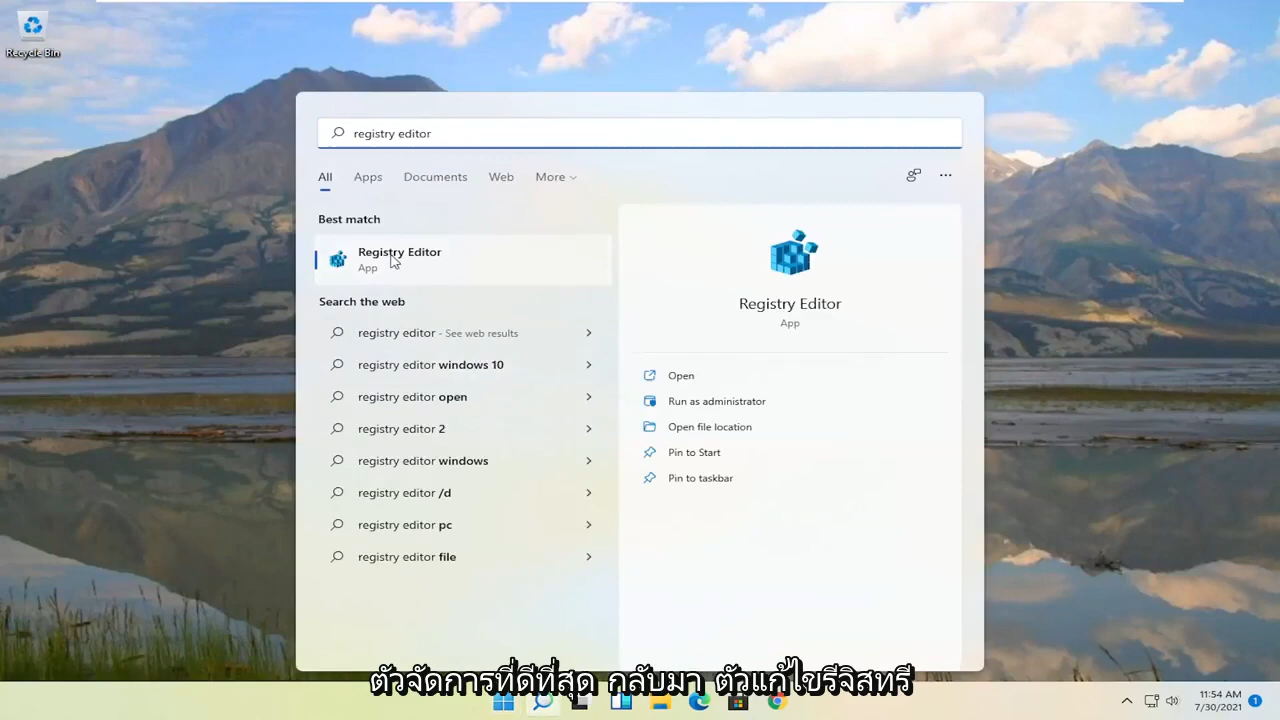 Recycle Bin
registry editor
All Apps Documents Web More
Best match
Registry Editor
App
Search the web
registry editor - See web results
registry editor windows 10
registry editor open
registry editor 2
registry editor windows
registry editor /d
registry editor pc
registry editor file
Registry Editor
App
Open
Run as administrator
Open file location
Pin to Start
Pin to taskbar
ตัวจัดการที่ดีที่สุด กลับมา ตัวแก้ไขรีจิสทรี
11:54 AM
7/30/2021
1